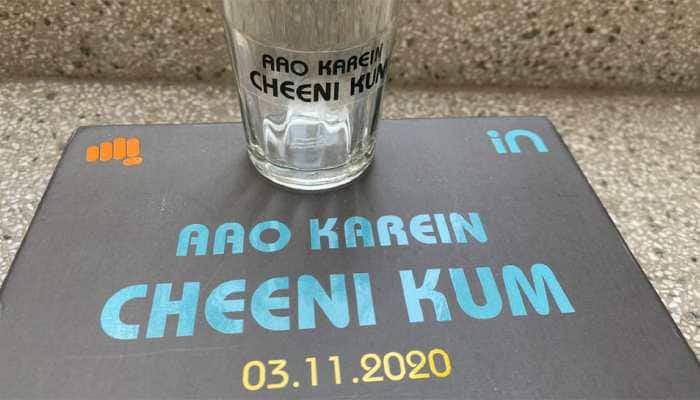 AAO KAREIN
CHEENI KUM
in
AAO KAREIN
CHEENI KUM
03.11.2020